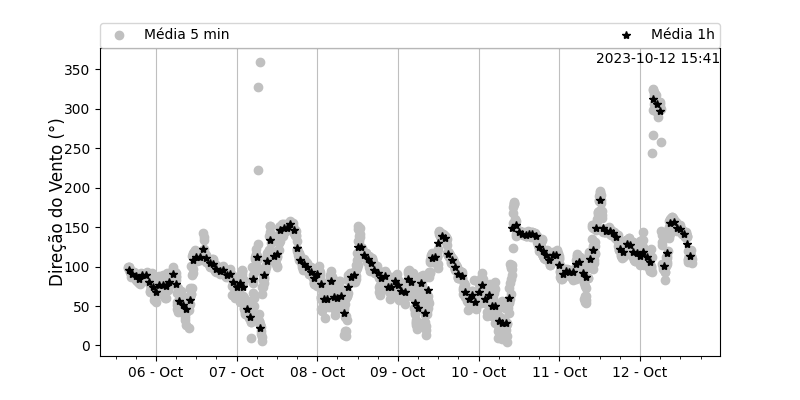 Média 5 min
Média 1h
2023-10-12 15:41
Direção do Vento (°)
350
300
250
200
150
100
50
0
06 - Oct
07 - Oct
08 - Oct
09 - Oct
10 - Oct
11 - Oct
12 - Oct